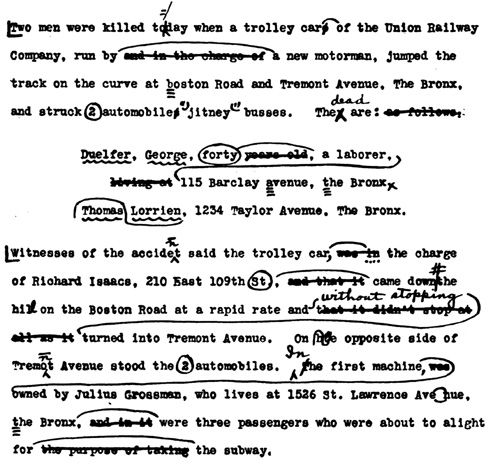 Two men were killed today when a trolley cars of the Union Railway
Company, run by and in the charge of a new motorman, jumped the
track on the curve at boston Road and Tremont Avenue, The Bronx,
and struck 2 automobiles "jitney" busses. The dead are: as follows,
Duelfer, George, forty years old, a laborer,
living at 115 Barclay avenue, the Bronx
Thomas Lorrien, 1234 Taylor Avenue, The Bronx.
Witnesses of the accidet said the trolley car, was in the charge
of Richard Isaacs, 210 East 109th St, and that it came down the
hill on the Boston Road at a rapid rate and without stopping that it didn't stop at
all as it turned into Tremont Avenue. On the opposite side of
Tremont Avenue stood the 2 automobiles. In the first machine, was
owned by Julius Grossman, who lives at 1526 St. Lawrence Ave nue,
the Bronx, and in it were three passengers who were about to alight
for the purpose of taking the subway.